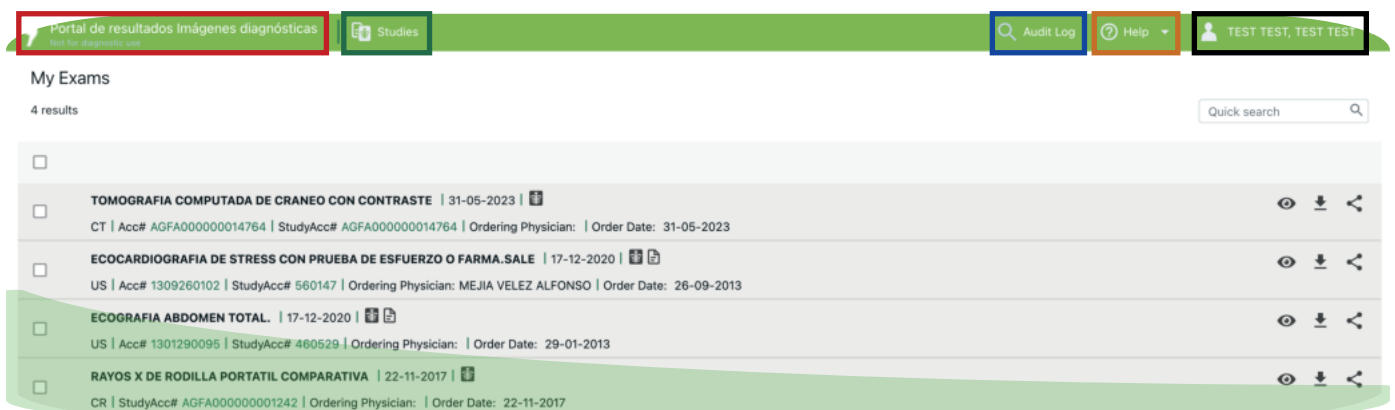 Portal de resultados Imágenes diagnósticas | Studies Audit Log Help TEST TEST, TEST TEST
Not for diagnostic use
My Exams
4 results Quick search
TOMOGRAFIA COMPUTADA DE CRANEO CON CONTRASTE | 31-05-2023 |
CT | Acc# AGFA000000014764 | StudyAcc# AGFA000000014764 | Ordering Physician: | Order Date: 31-05-2023
ECOCARDIOGRAFIA DE STRESS CON PRUEBA DE ESFUERZO O FARMA.SALE | 17-12-2020 |
US | Acc# 1309260102 | StudyAcc# 560147 | Ordering Physician: MEJIA VELEZ ALFONSO | Order Date: 26-09-2013
ECOGRAFIA ABDOMEN TOTAL. | 17-12-2020 |
US | Acc# 1301290095 | StudyAcc# 460529 | Ordering Physician: | Order Date: 29-01-2013
RAYOS X DE RODILLA PORTATIL COMPARATIVA | 22-11-2017 |
CR | StudyAcc# AGFA000000001242 | Ordering Physician: | Order Date: 22-11-2017